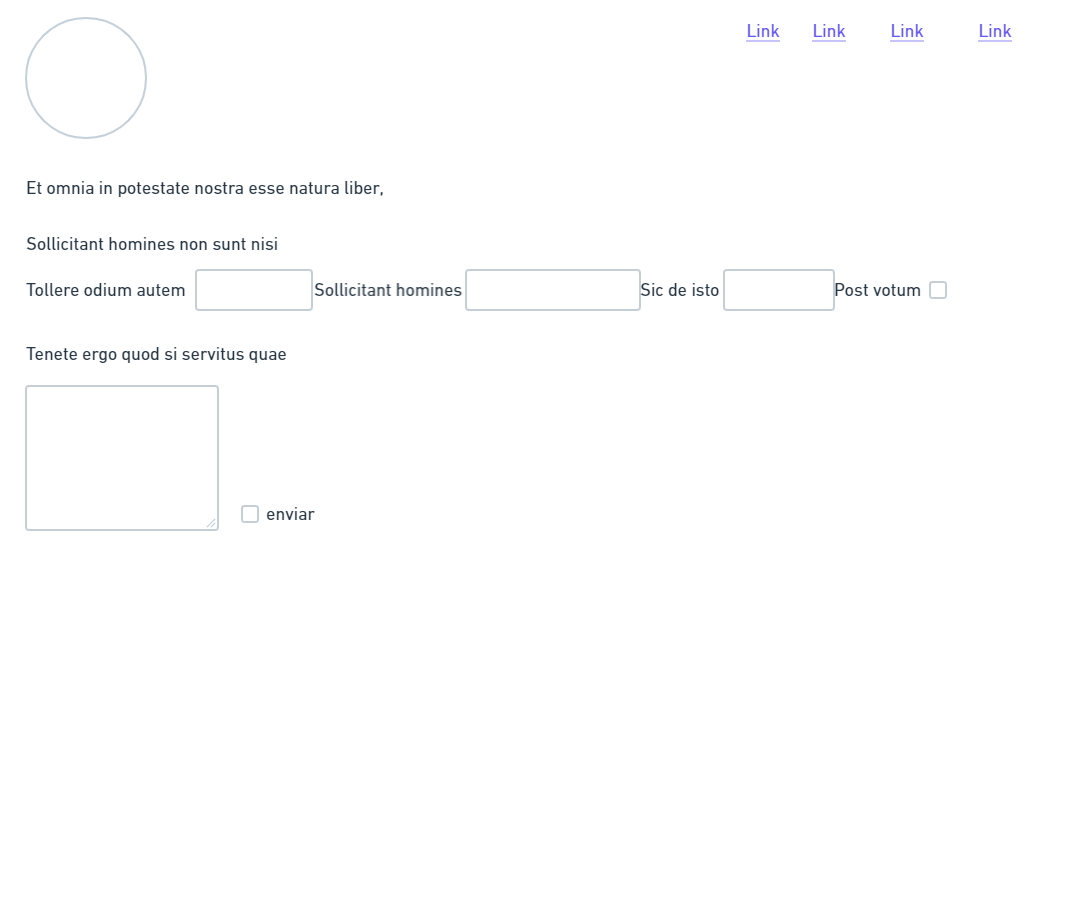 Link Link Link Link
Et omnia in potestate nostra esse natura liber,
Sollicitant homines non sunt nisi
Tollere odium autem Sollicitant homines Sic de isto Post votum
Tenete ergo quod si servitus quae
enviar